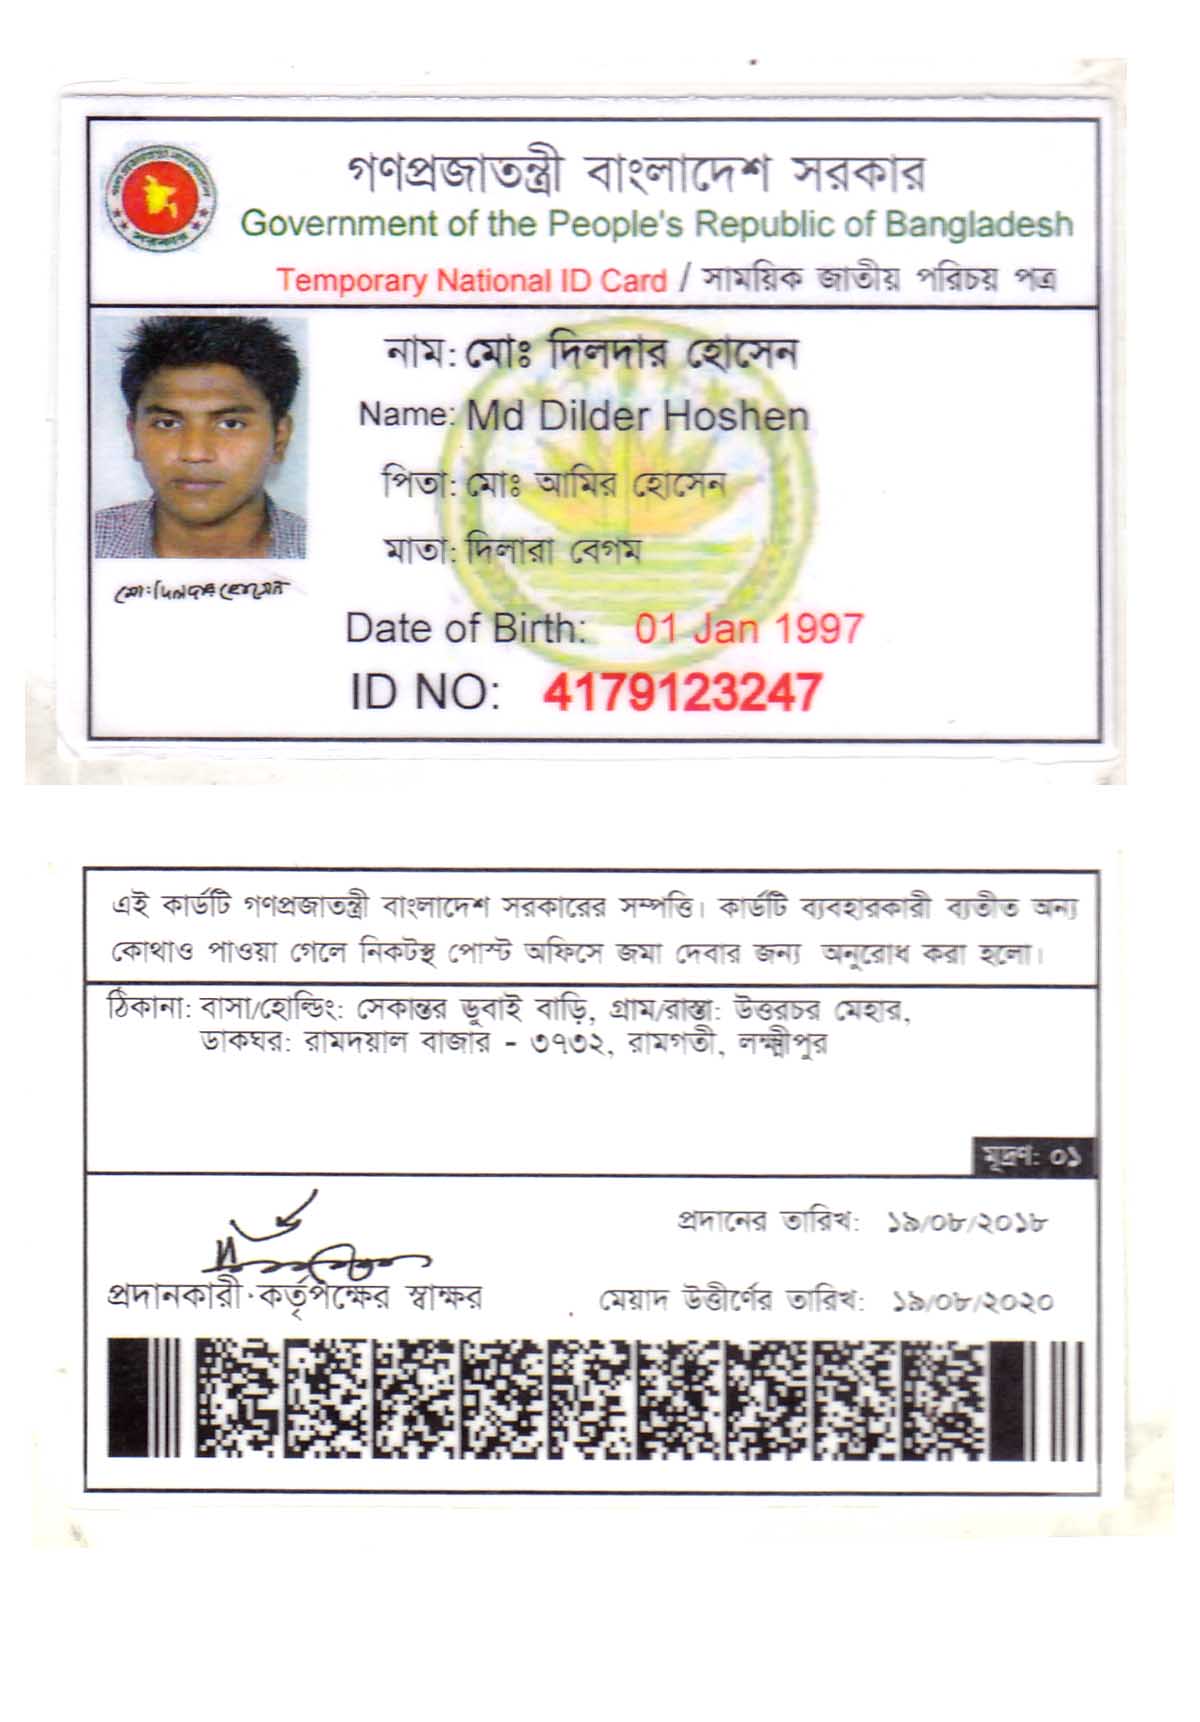 গণপ্রজাতন্ত্রী বাংলাদেশ সরকার
Government of the People's Republic of Bangladesh
Temporary National ID Card / সাময়িক জাতীয় পরিচয় পত্র
নাম: মোঃ দিলদার হোসেন
Name: Md Dilder Hoshen
পিতা: মোঃ আমির হোসেন
মাতা: দিলারা বেগম
মোঃ দিলদার হোসেন
Date of Birth: 01 Jan 1997
ID NO: 4179123247
এই কার্ডটি গণপ্রজাতন্ত্রী বাংলাদেশ সরকারের সম্পত্তি। কার্ডটি ব্যবহারকারী ব্যতীত অন্য
কোথাও পাওয়া গেলে নিকটস্থ পোস্ট অফিসে জমা দেবার জন্য অনুরোধ করা হলো।
ঠিকানা: বাসা/হোল্ডিং: সেকান্তর ডুবাই বাড়ি, গ্রাম/রাস্তা: উত্তরচর মেহার,
ডাকঘর: রামদয়াল বাজার - ৩৭৩২, রামগতী, লক্ষ্মীপুর
মুদ্রণ: ০১
প্রদানের তারিখ: ১৯/০৮/২০১৮
প্রদানকারী কর্তৃপক্ষের স্বাক্ষর
মেয়াদ উত্তীর্ণের তারিখ: ১৯/০৮/২০২০